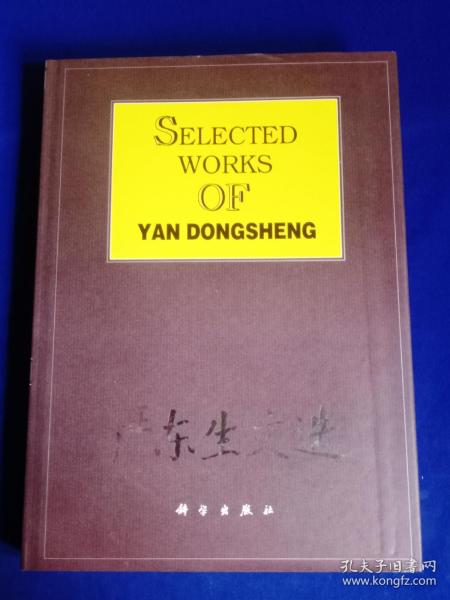 SELECTED
WORKS
OF
YAN DONGSHENG
严东生文选
科学出版社
孔夫子旧书网
www.kongfz.com